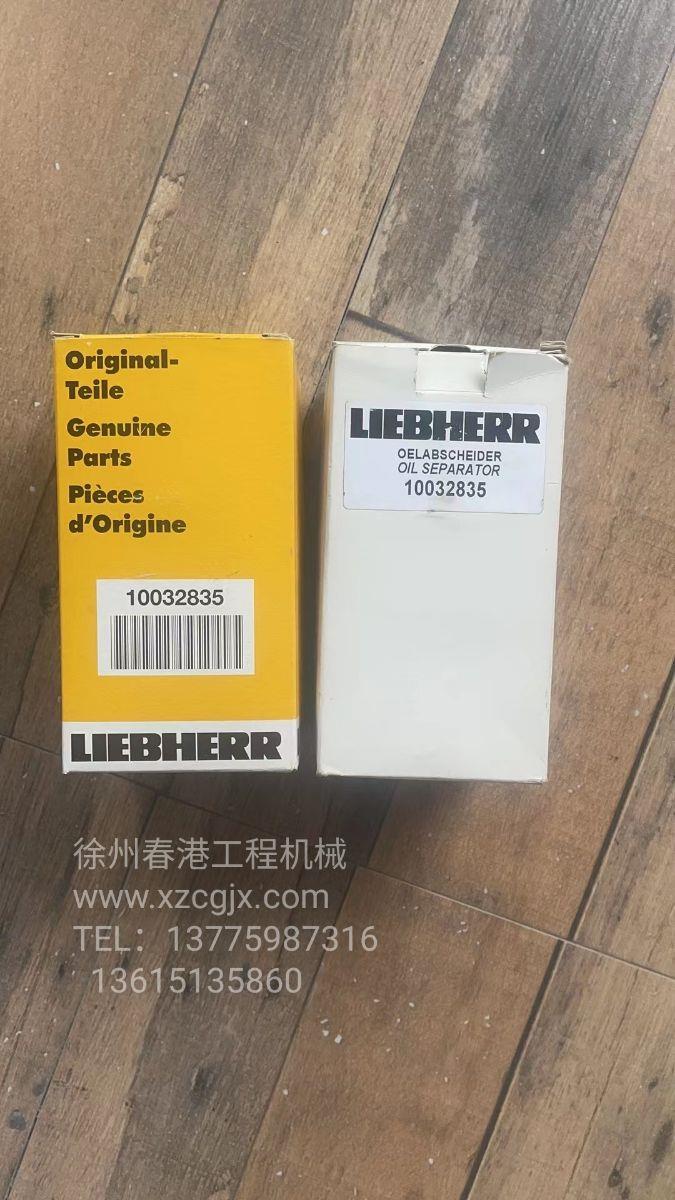 Original-
Teile
Genuine
Parts
Pièces
d'Origine
10032835
LIEBHERR
LIEBHERR
OELABSCHEIDER
OIL SEPARATOR
10032835
徐州春港工程机械
www.xzcgjx.com
TEL：13775987316
13615135860